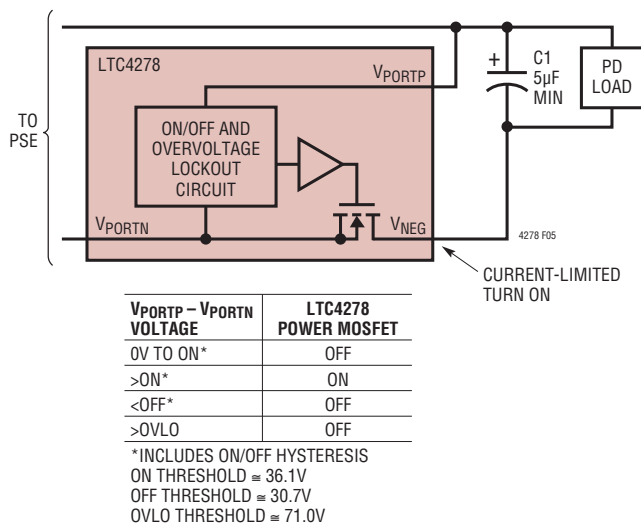 LTC4278
VPORTP
C1
5µF
MIN
PD
LOAD
TO
PSE
ON/OFF AND
OVERVOLTAGE
LOCKOUT
CIRCUIT
VPORTN
VNEG
4278 F05
CURRENT-LIMITED
TURN ON
VPORTP – VPORTN VOLTAGE | LTC4278 POWER MOSFET
0V TO ON* | OFF
>ON* | ON
<OFF* | OFF
>OVLO | OFF
*INCLUDES ON/OFF HYSTERESIS
ON THRESHOLD ≅ 36.1V
OFF THRESHOLD ≅ 30.7V
OVLO THRESHOLD ≅ 71.0V